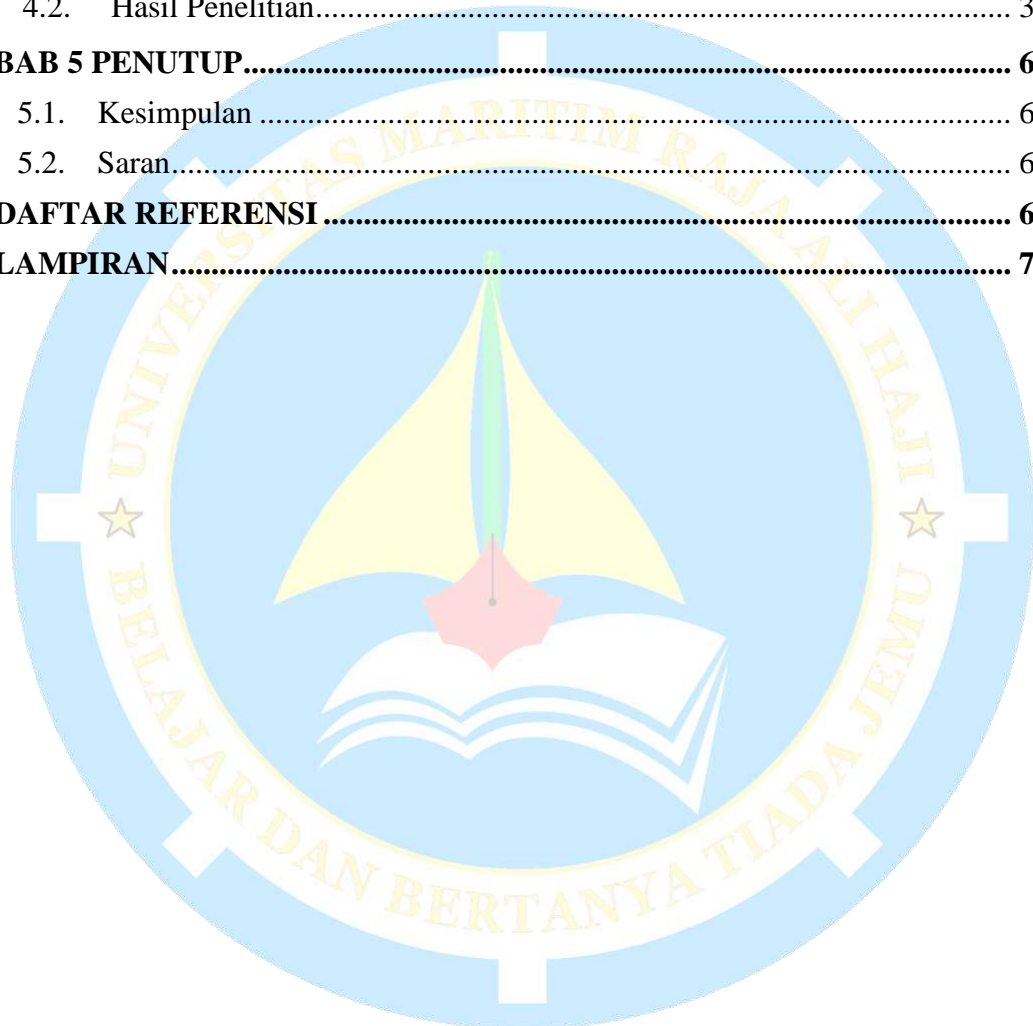 4.2. Hasil Penelitian........................................................................................ 3
BAB 5 PENUTUP............................................................................................ 6
5.1. Kesimpulan ............................................................................................. 6
5.2. Saran........................................................................................................ 6
DAFTAR REFERENSI .................................................................................. 6
LAMPIRAN..................................................................................................... 7
UNIVERSITAS MARITIM RAJA ALI HAJI
BELAJAR DAN BERTANYA TIADA JEMU